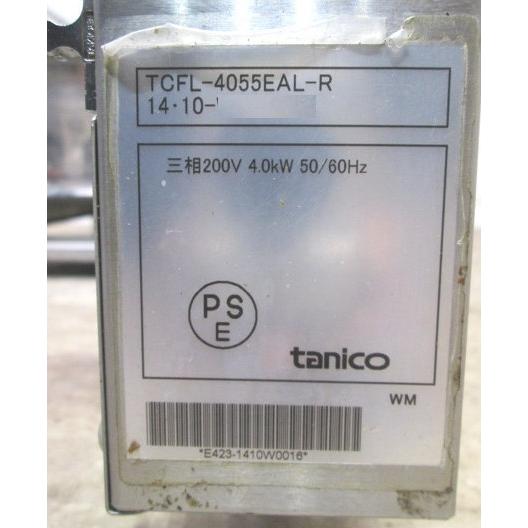 TCFL-4055EAL-R
14・10-
三相200V 4.0kW 50/60Hz
PS
E
tanico
WM
*E423-1410W0016*